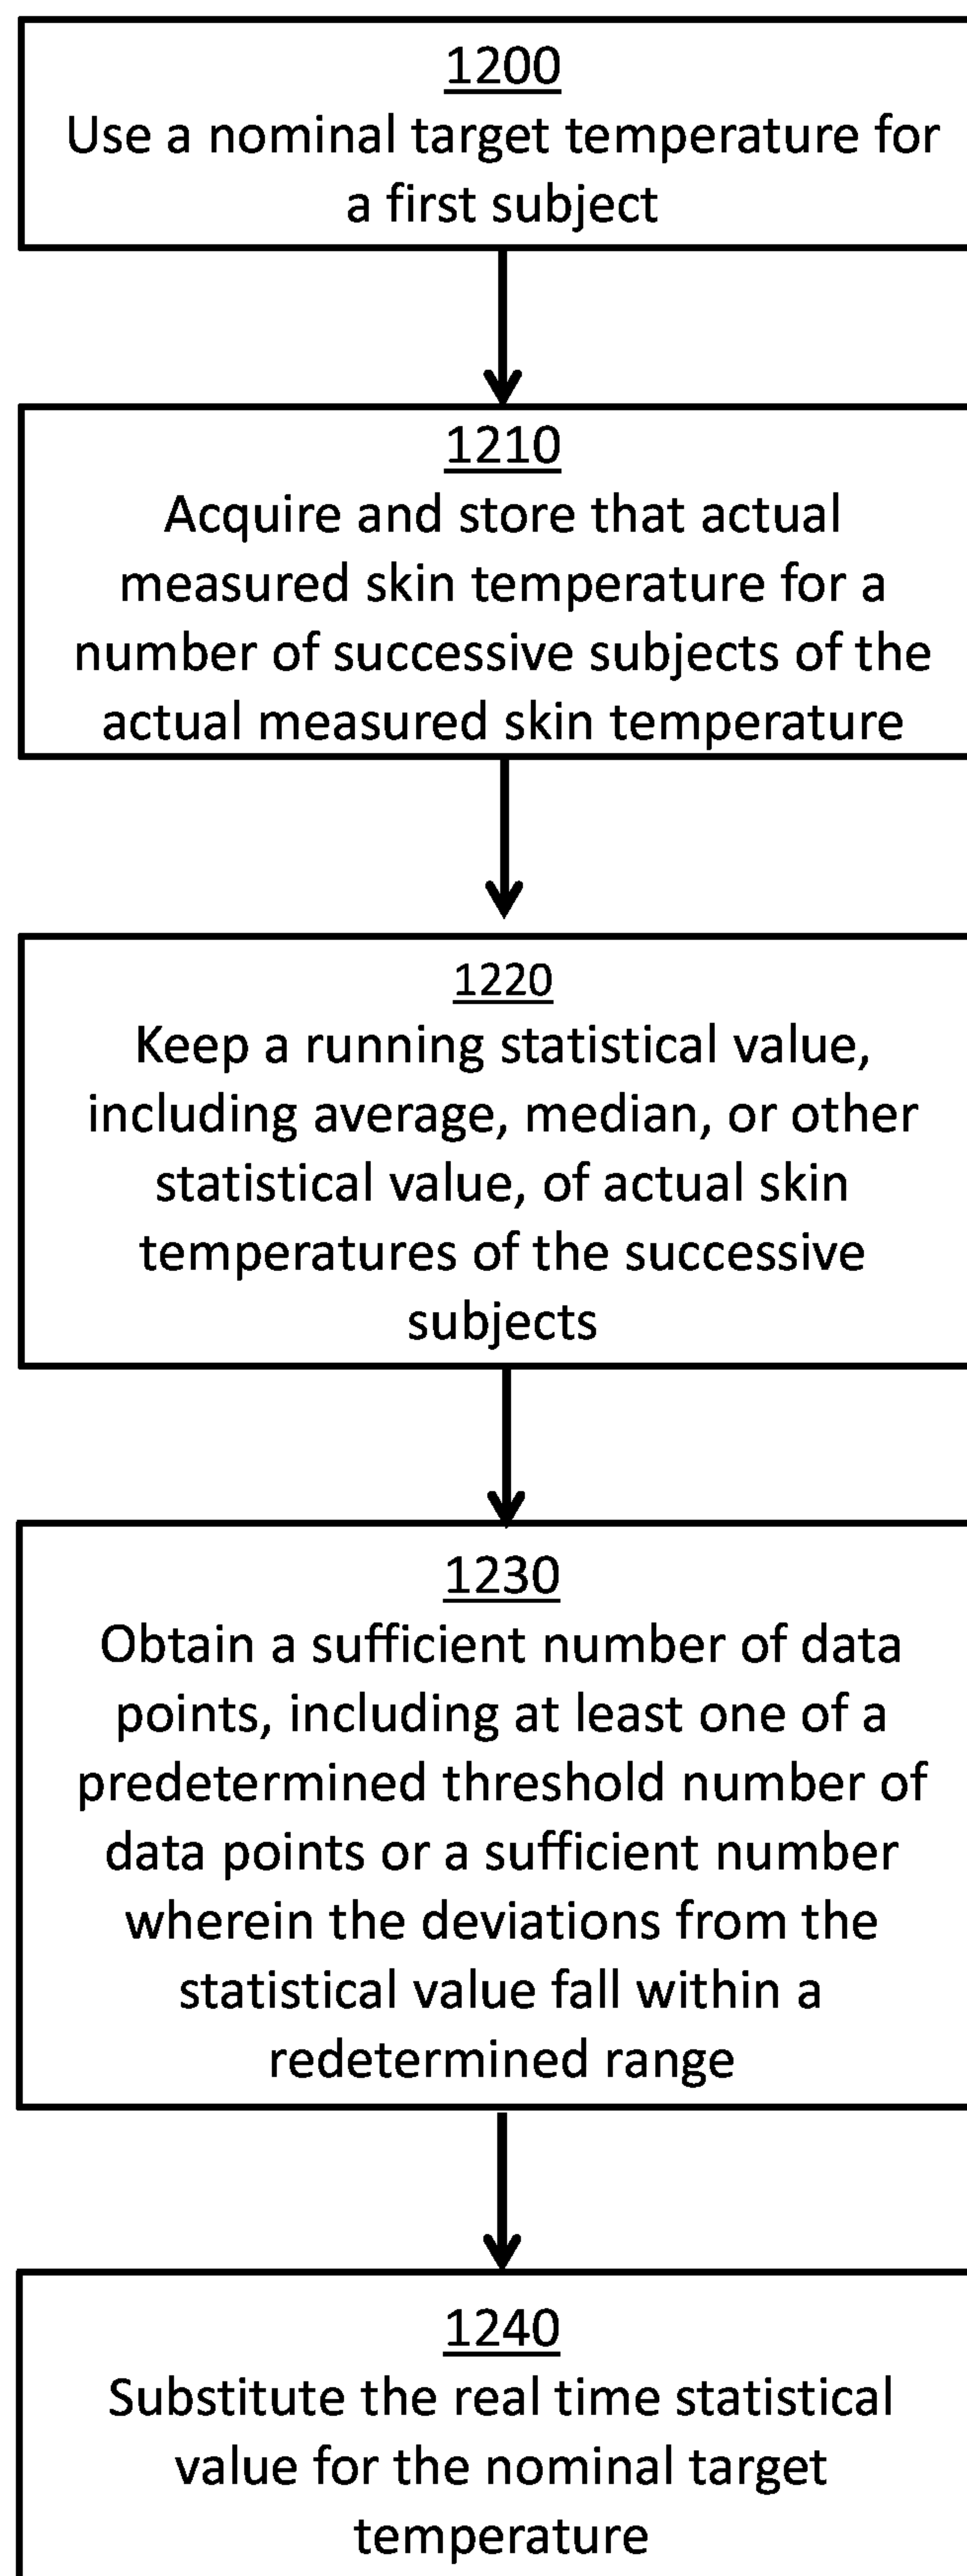 1200
Use a nominal target temperature for
a first subject
1210
Acquire and store that actual
measured skin temperature for a
number of successive subjects of the
actual measured skin temperature
1220
Keep a running statistical value,
including average, median, or other
statistical value, of actual skin
temperatures of the successive
subjects
1230
Obtain a sufficient number of data
points, including at least one of a
predetermined threshold number of
data points or a sufficient number
wherein the deviations from the
statistical value fall within a
redetermined range
1240
Substitute the real time statistical
value for the nominal target
temperature